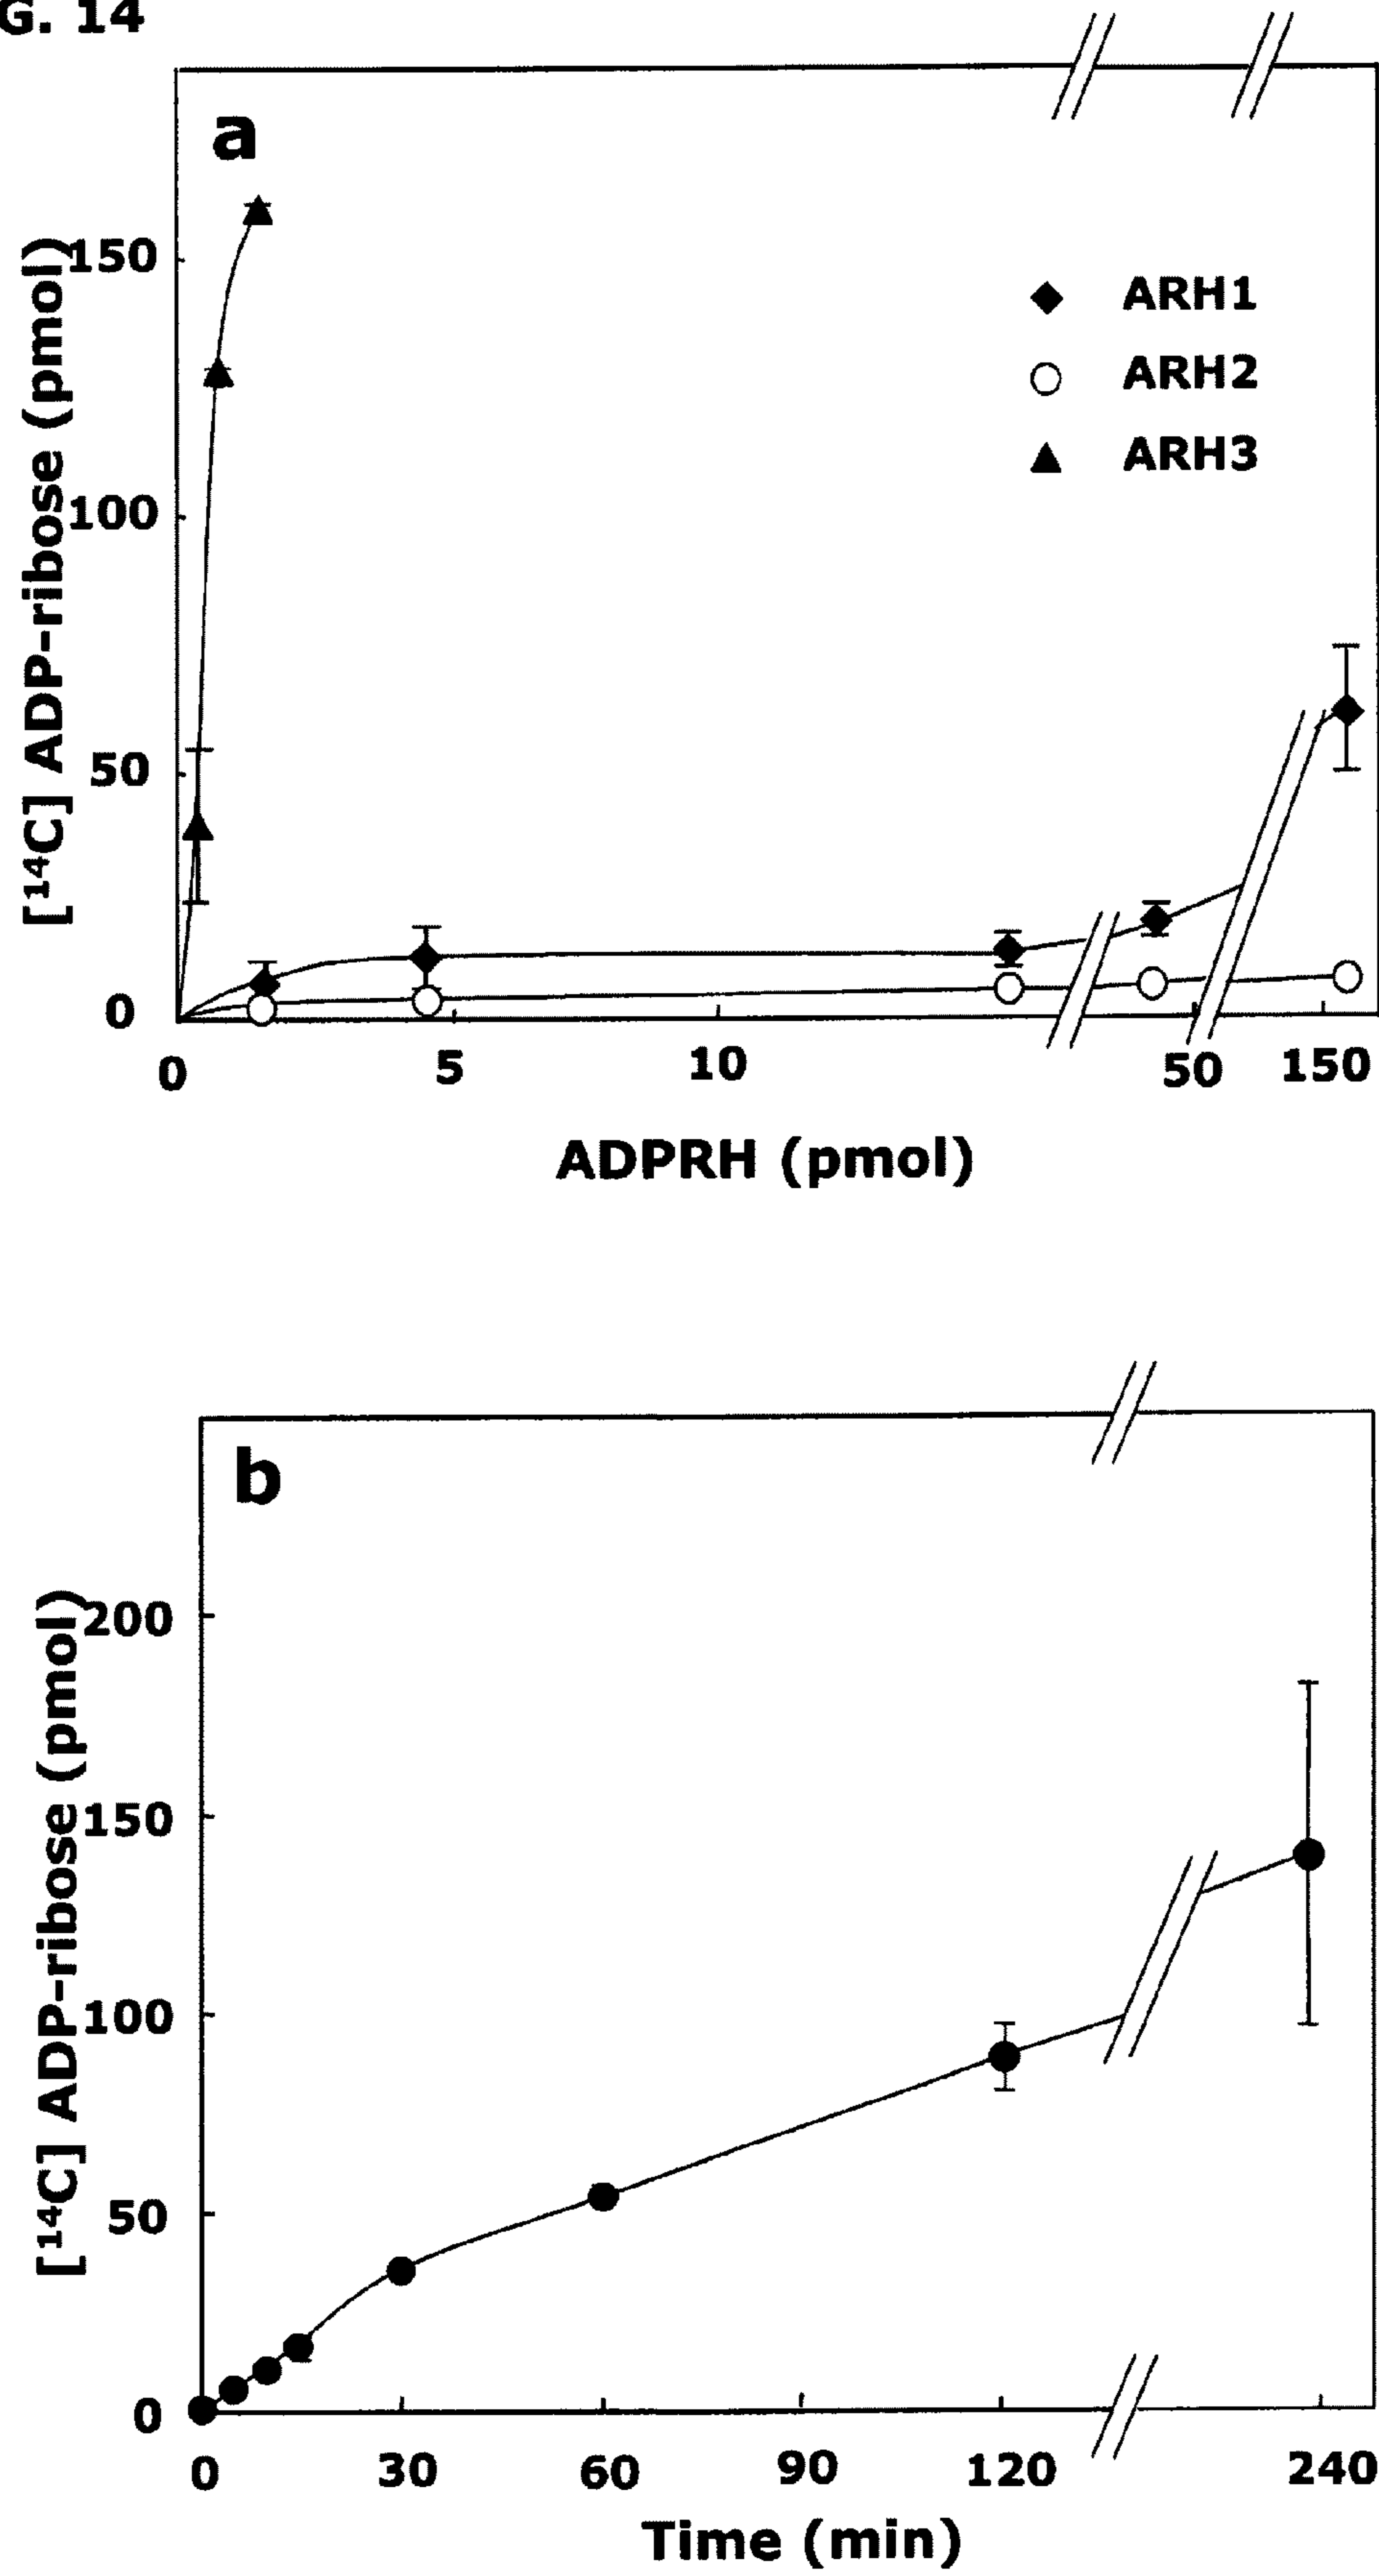 G. 14
a
[¹⁴C] ADP-ribose (pmol)
150
100
50
0
ARH1
ARH2
ARH3
0 5 10 50 150
ADPRH (pmol)
b
[¹⁴C] ADP-ribose (pmol)
200
150
100
50
0
0 30 60 90 120 240
Time (min)